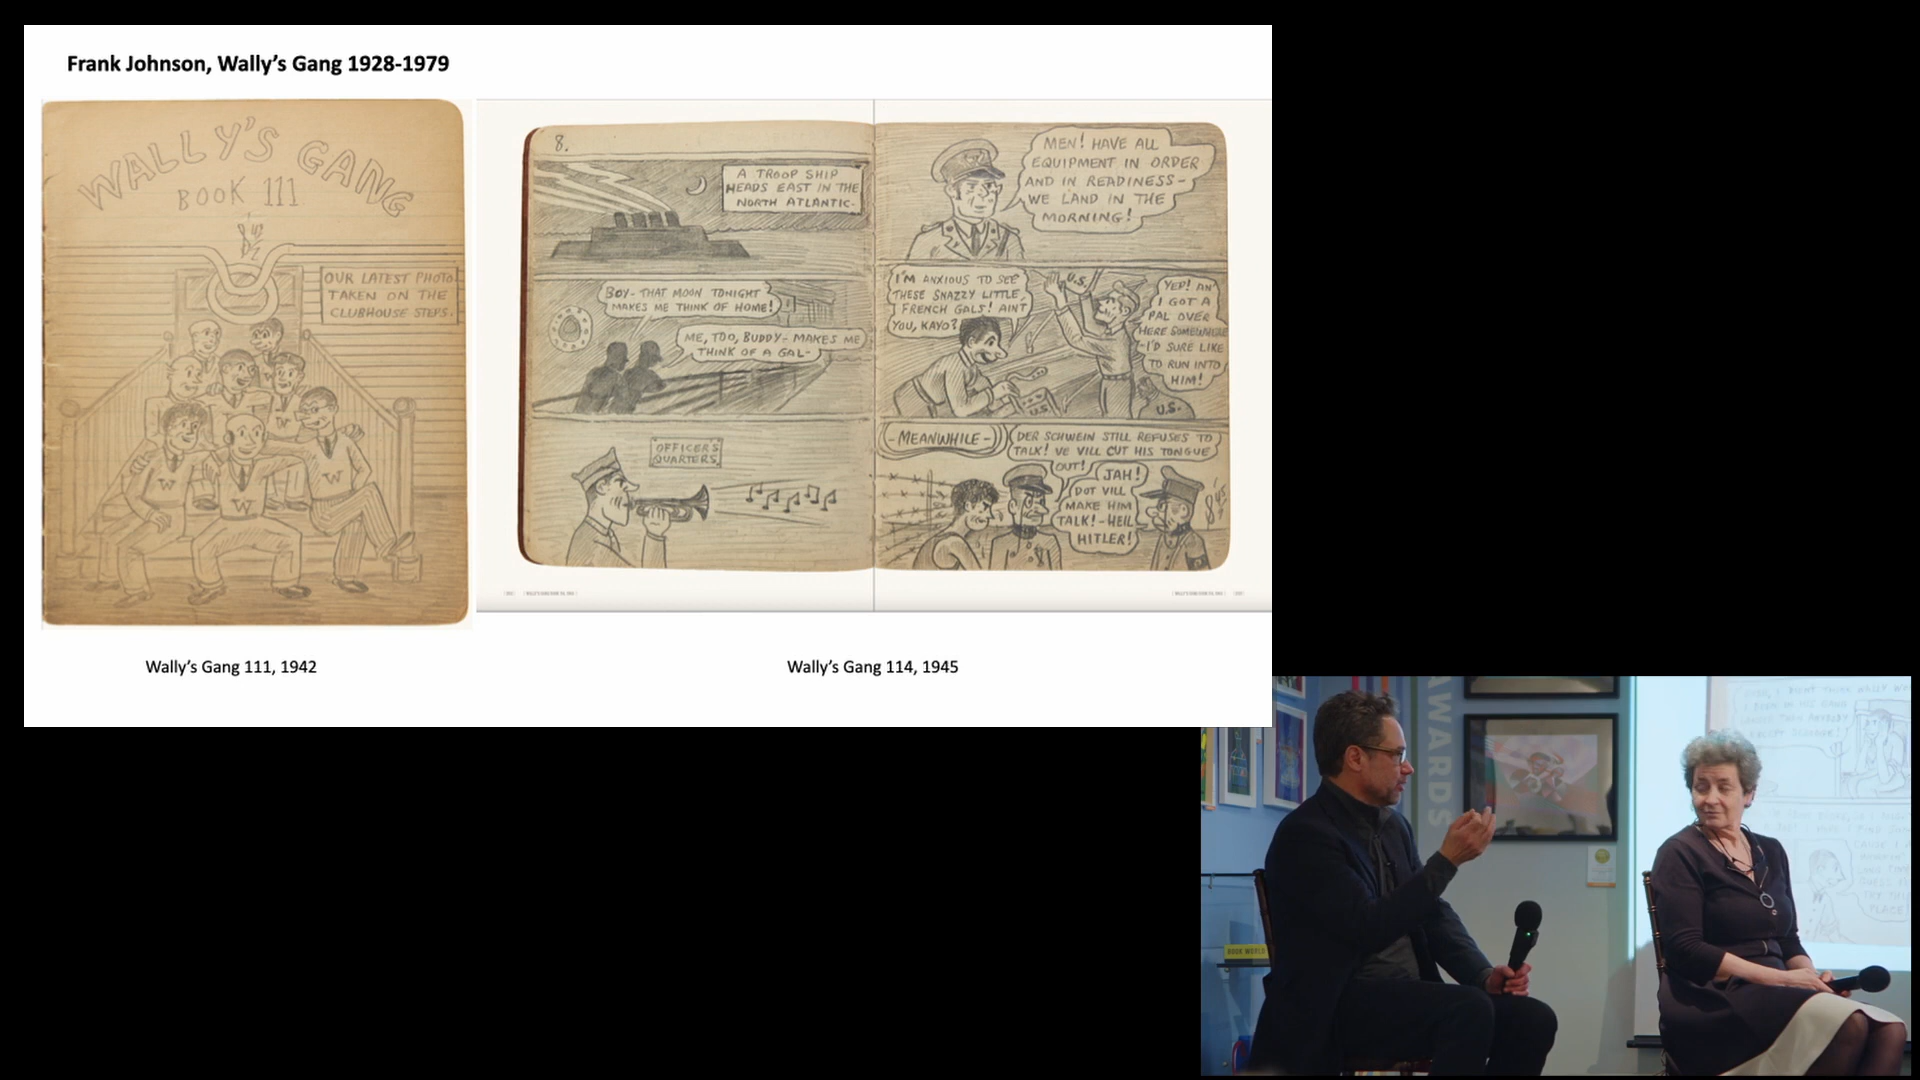 Frank Johnson, Wally's Gang 1928-1979
WALLY'S GANG
BOOK 111
OUR LATEST PHOTO
TAKEN ON THE
CLUBHOUSE STEPS.
W
W
W
W
Wally's Gang 111, 1942
8.
A TROOP SHIP
HEADS EAST IN THE
NORTH ATLANTIC-
BOY- THAT MOON TONIGHT
MAKES ME THINK OF HOME!
ME, TOO, BUDDY- MAKES ME
THINK OF A GAL-
OFFICER'S
QUARTERS
MEN! HAVE ALL
EQUIPMENT IN ORDER
AND IN READINESS-
WE LAND IN THE
MORNING!
I'M ANXIOUS TO SEE
THESE SNAZZY LITTLE
FRENCH GALS! AINT
YOU, KAYO?
U.S.
YEP! AN'
I GOT A
PAL OVER
HERE SOMEWHERE
-I'D SURE LIKE
TO RUN INTO
HIM!
U.S.
U.S.
-MEANWHILE-
DER SCHWEIN STILL REFUSES TO
TALK! VE VILL CUT HIS TONGUE
OUT!
JAH!
DOT VILL
MAKE HIM
TALK!-HEIL
HITLER!
Wally's Gang 114, 1945
AWARDS
BOOK WORLD
PLACE